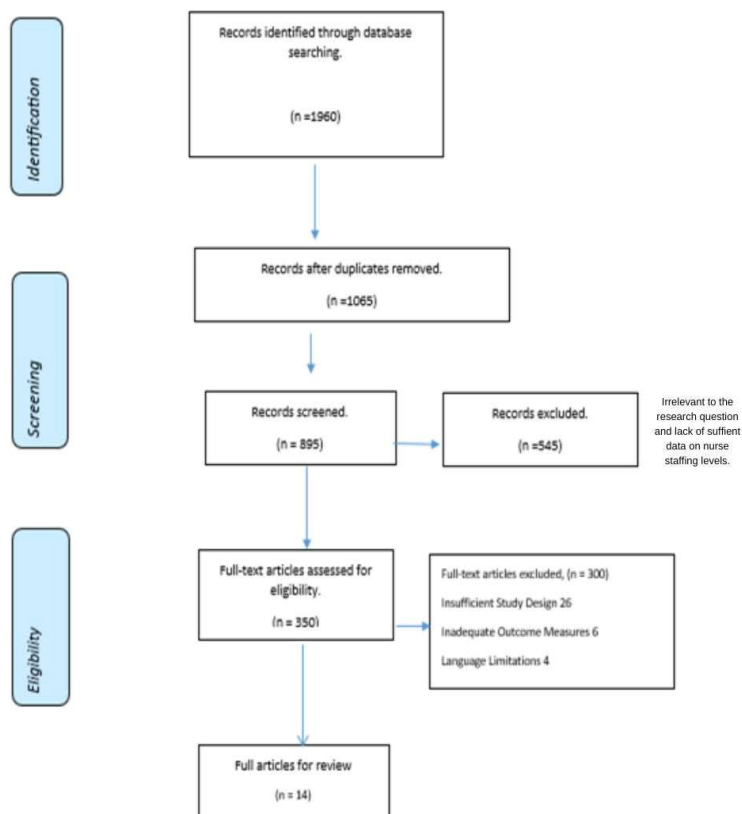 Identification
Records identified through database
searching.
(n =1960)
Records after duplicates removed.
(n =1065)
Screening
Records screened.
(n = 895)
Records excluded.
(n =545)
Irrelevant to the
research question
and lack of suffient
data on nurse
staffing levels.
Eligibility
Full-text articles assessed for
eligibility.
(n = 350)
Full-text articles excluded, (n = 300)
Insufficient Study Design 26
Inadequate Outcome Measures 6
Language Limitations 4
Full articles for review
(n = 14)